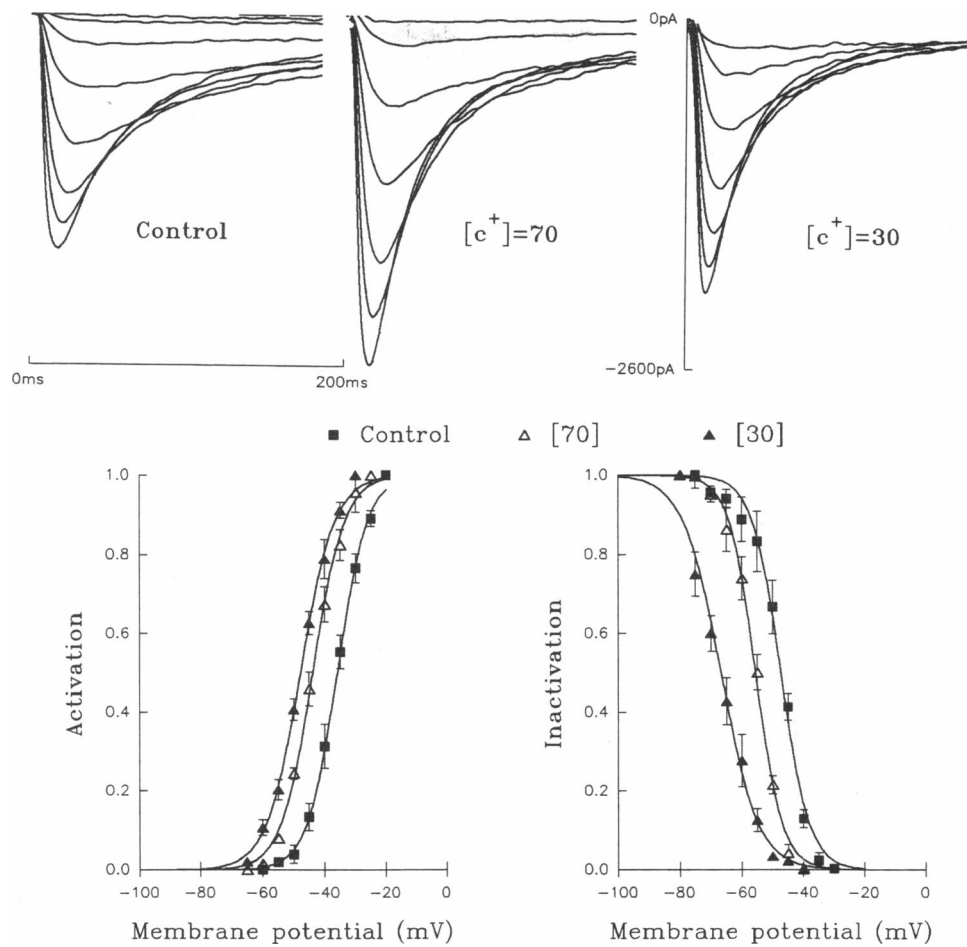 0pA
Control
[c+]=70
[c+]=30
-2600pA
0ms
200ms
■ Control △ [70] ▲ [30]
1.0
0.8
0.6
0.4
0.2
0.0
Activation
-100 -80 -60 -40 -20 0
Membrane potential (mV)
1.0
0.8
0.6
0.4
0.2
0.0
Inactivation
-100 -80 -60 -40 -20 0
Membrane potential (mV)